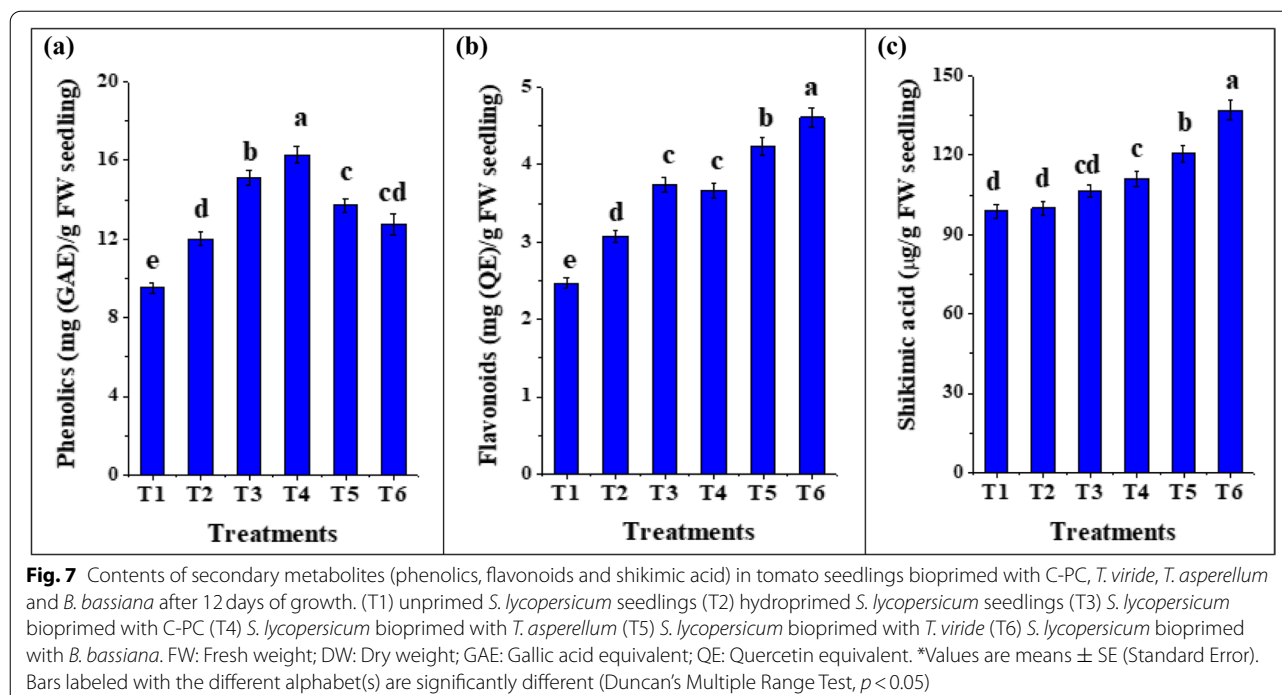 (a)
20
16
12
8
4
0
Phenolics (mg (GAE)/g FW seedling)
e
d
b
a
c
cd
T1 T2 T3 T4 T5 T6
Treatments
(b)
5
4
3
2
1
0
Flavonoids (mg (QE)/g FW seedling)
e
d
c
c
b
a
T1 T2 T3 T4 T5 T6
Treatments
(c)
150
120
90
60
30
0
Shikimic acid (µg/g FW seedling)
d
d
cd
c
b
a
T1 T2 T3 T4 T5 T6
Treatments
Fig. 7 Contents of secondary metabolites (phenolics, flavonoids and shikimic acid) in tomato seedlings bioprimed with C-PC, T. viride, T. asperellum
and B. bassiana after 12 days of growth. (T1) unprimed S. lycopersicum seedlings (T2) hydroprimed S. lycopersicum seedlings (T3) S. lycopersicum
bioprimed with C-PC (T4) S. lycopersicum bioprimed with T. asperellum (T5) S. lycopersicum bioprimed with T. viride (T6) S. lycopersicum bioprimed
with B. bassiana. FW: Fresh weight; DW: Dry weight; GAE: Gallic acid equivalent; QE: Quercetin equivalent. *Values are means ± SE (Standard Error).
Bars labeled with the different alphabet(s) are significantly different (Duncan's Multiple Range Test, p < 0.05)